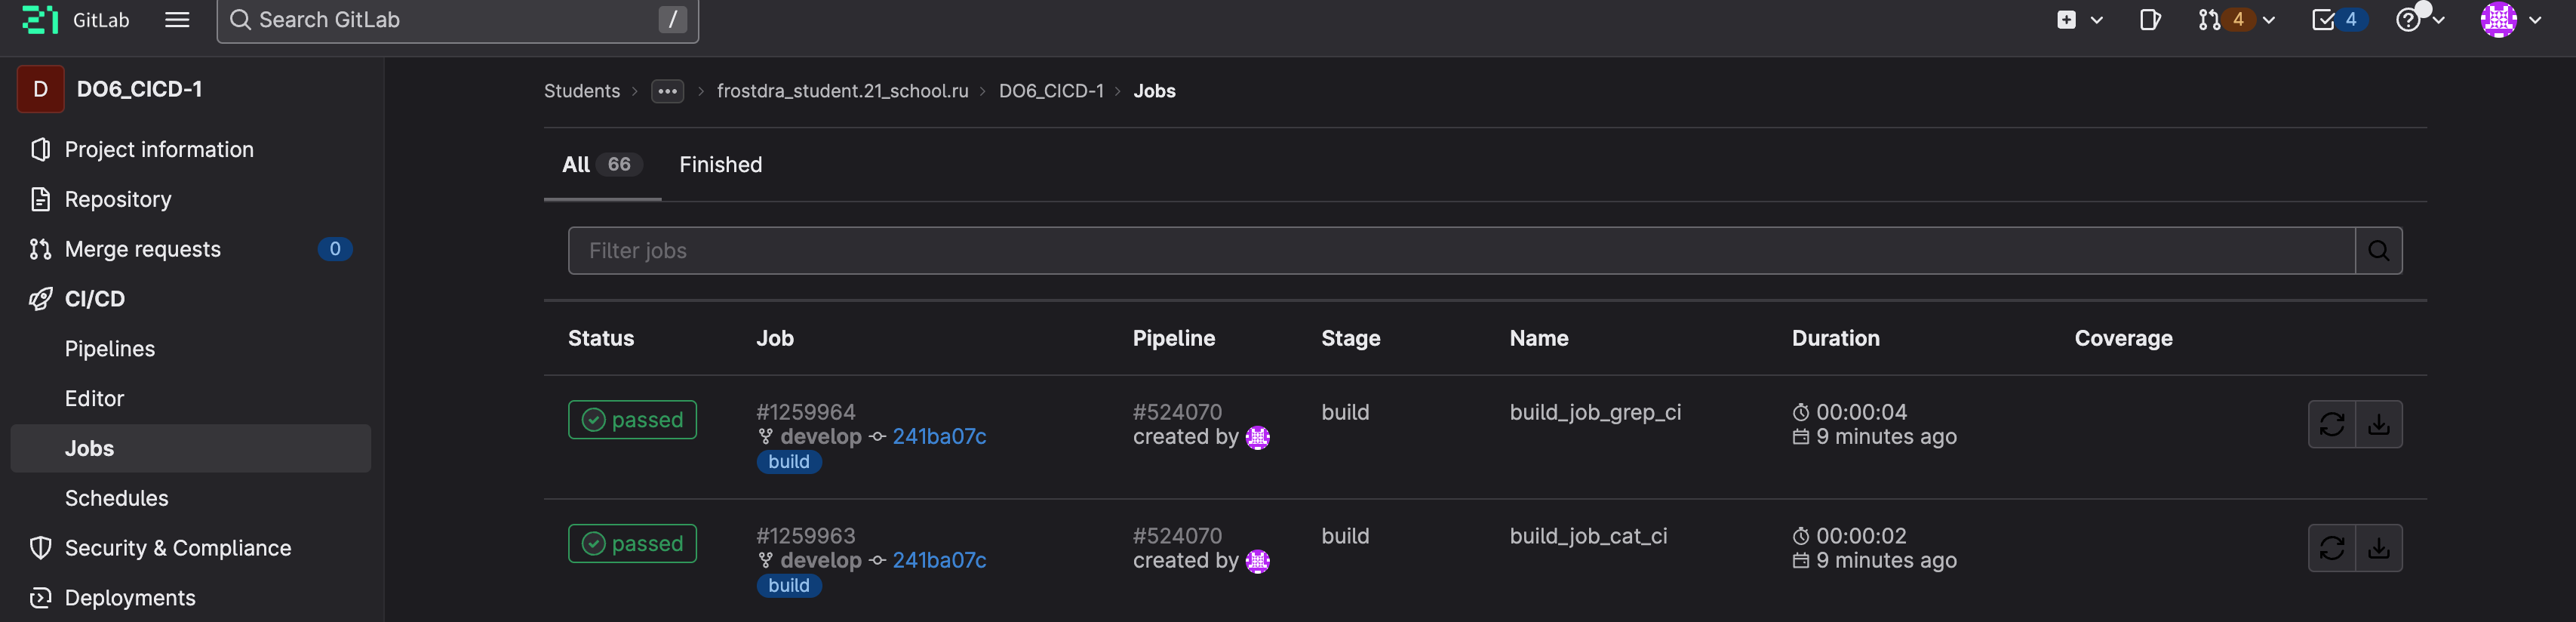 GitLab
Search GitLab
/
4
4
D
DO6_CICD-1
Project information
Repository
Merge requests 0
CI/CD
Pipelines
Editor
Jobs
Schedules
Security & Compliance
Deployments
Students › ••• › frostdra_student.21_school.ru › DO6_CICD-1 › Jobs
All 66 Finished
Filter jobs
Status Job Pipeline Stage Name Duration Coverage
passed #1259964 #524070 build build_job_grep_ci 00:00:04
develop 241ba07c created by 9 minutes ago
build
passed #1259963 #524070 build build_job_cat_ci 00:00:02
develop 241ba07c created by 9 minutes ago
build